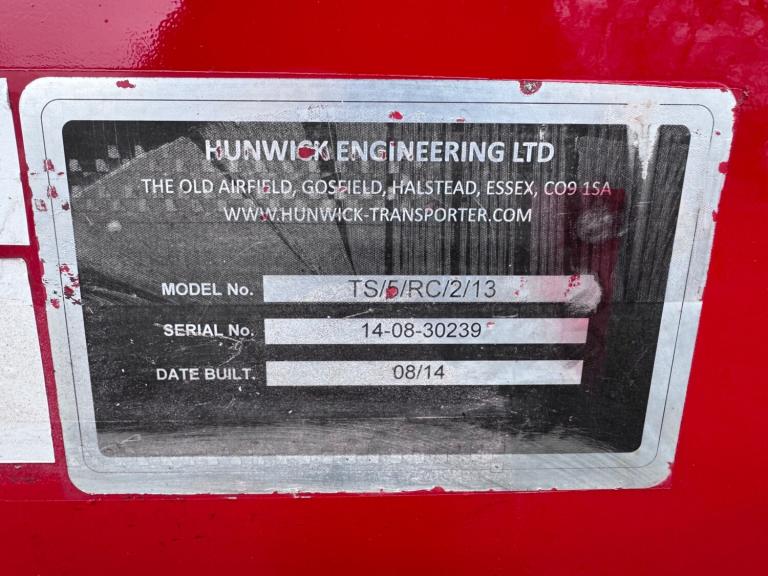 HUNWICK ENGINEERING LTD
THE OLD AIRFIELD, GOSFIELD, HALSTEAD, ESSEX, CO9 1SA
WWW.HUNWICK-TRANSPORTER.COM
MODEL No. TS/5/RC/2/13
SERIAL No. 14-08-30239
DATE BUILT. 08/14